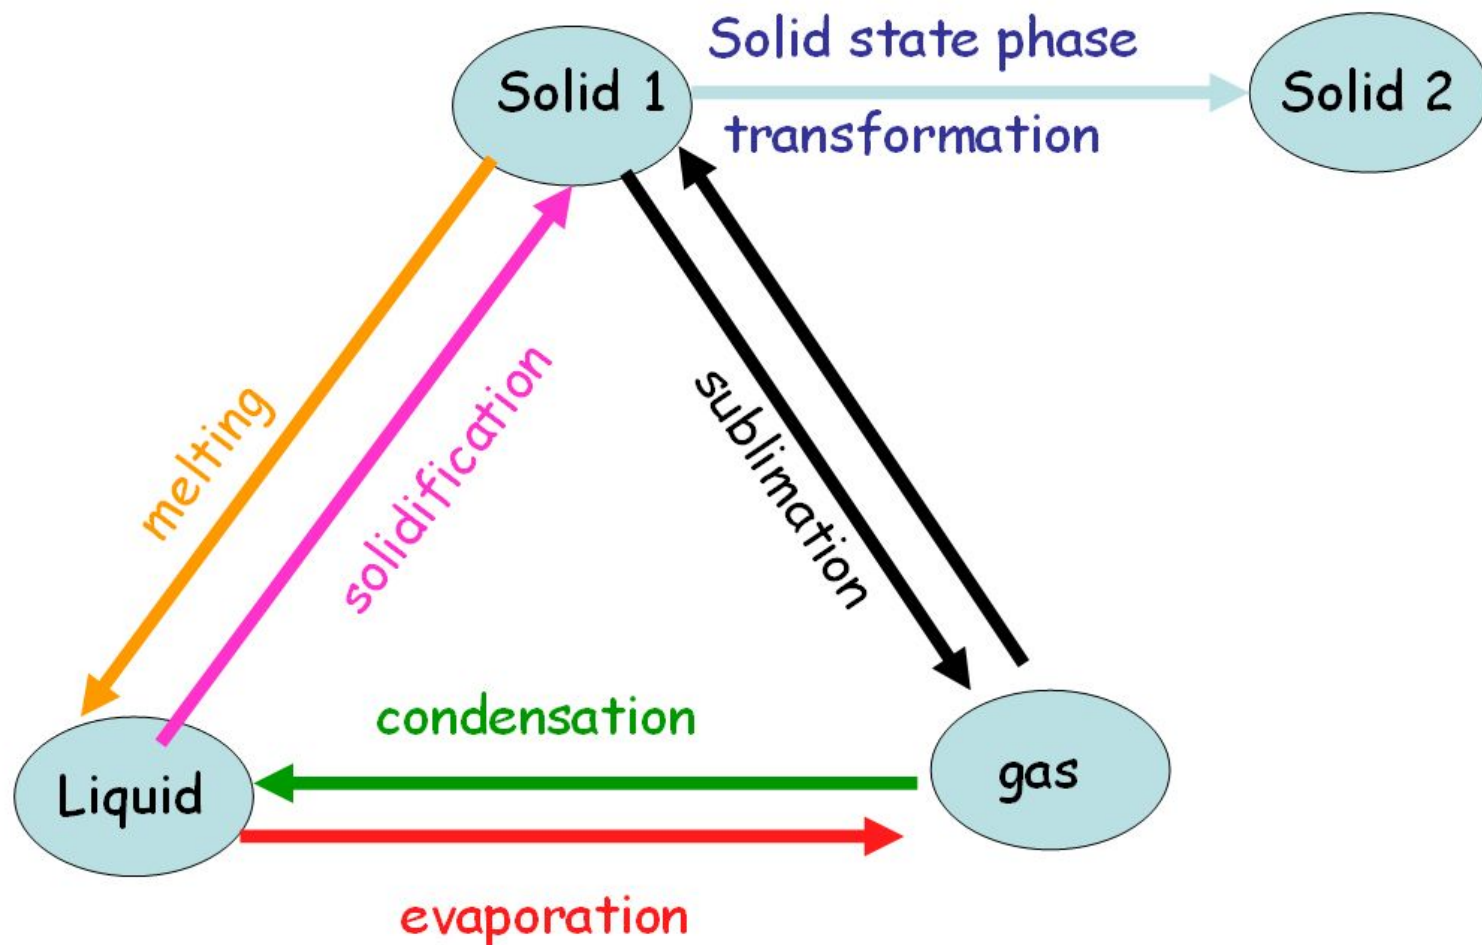 Solid state phase
Solid 1
Solid 2
transformation
melting
solidification
sublimation
condensation
Liquid
gas
evaporation